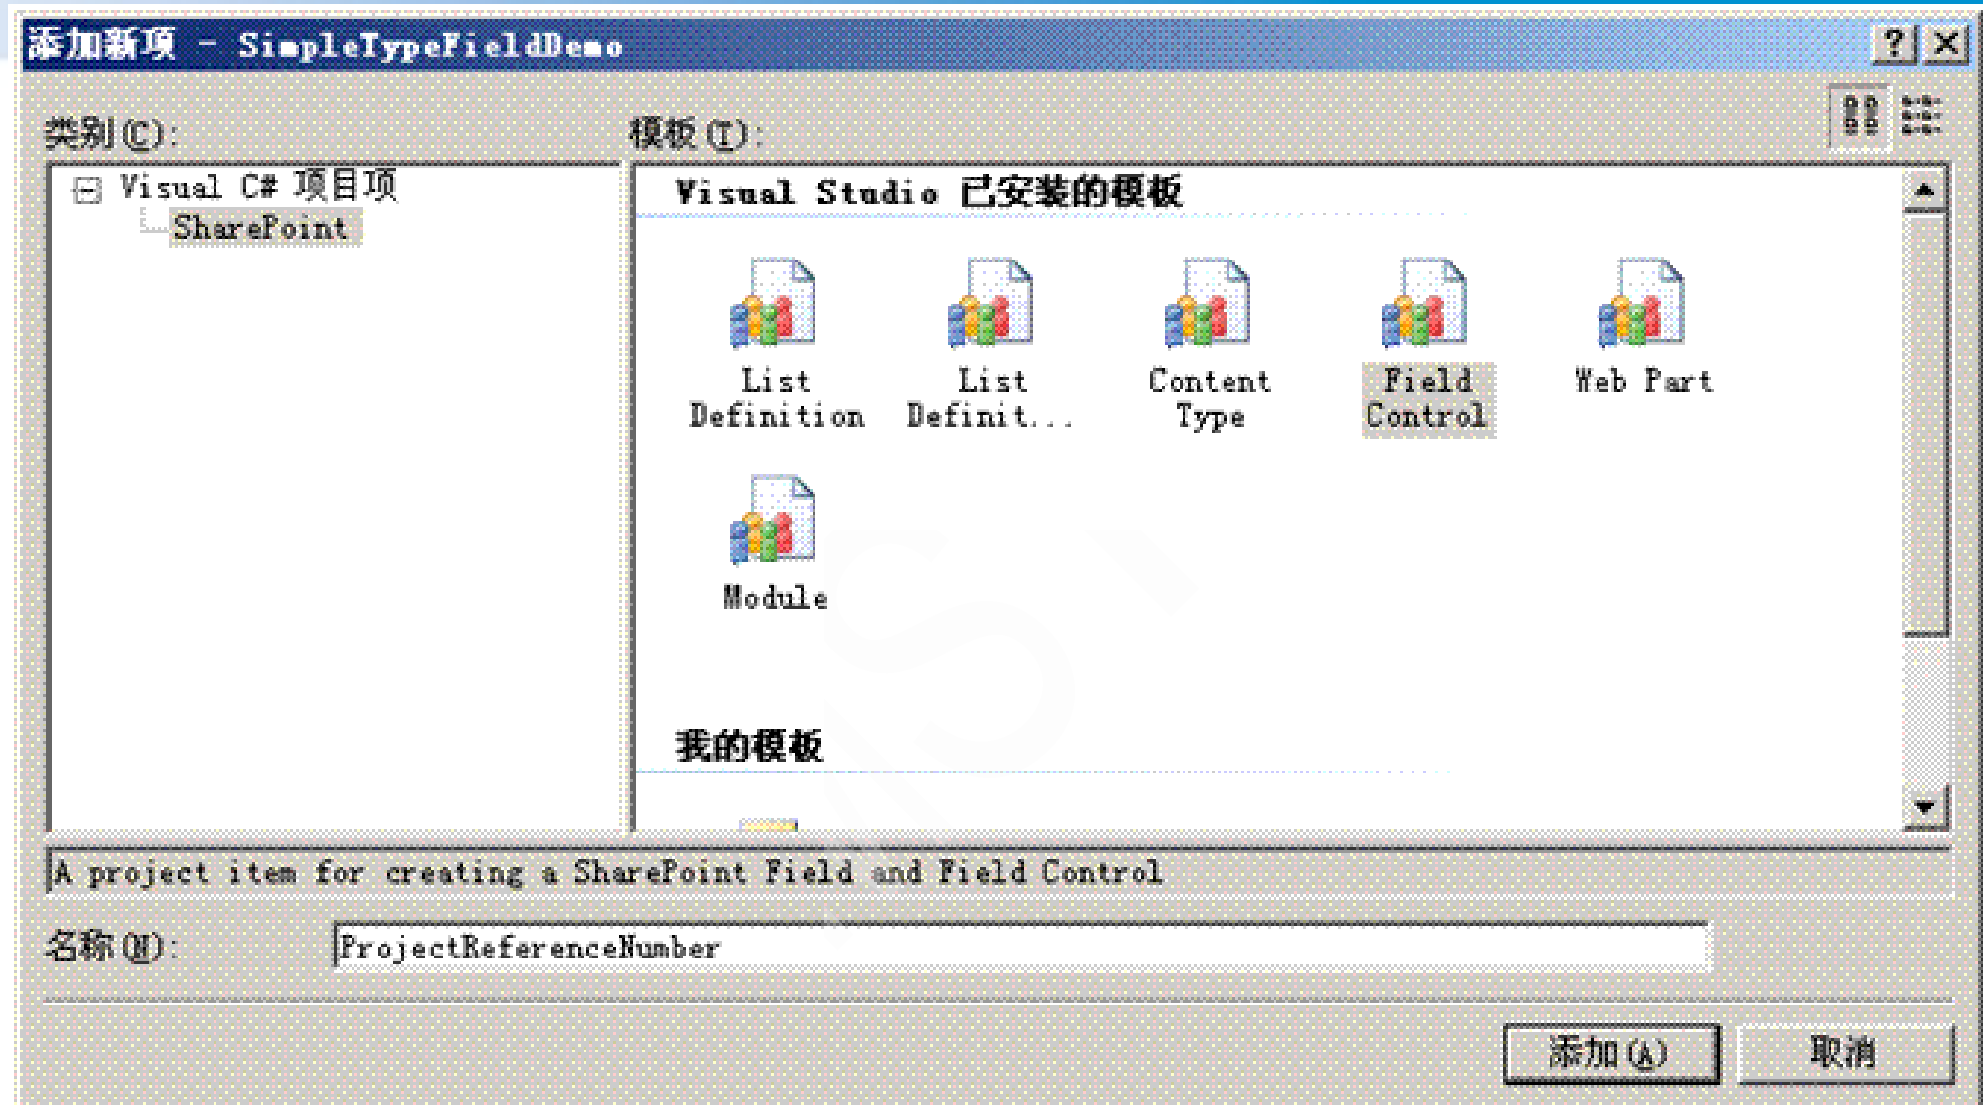 添加新项 - SimpleTypeFieldDemo
类别(C):
模板(T):
Visual C# 项目项
SharePoint
Visual Studio 已安装的模板
List Definition
List Definit...
Content Type
Field Control
Web Part
Module
我的模板
A project item for creating a SharePoint Field and Field Control
名称(N):
ProjectReferenceNumber
添加(A)
取消